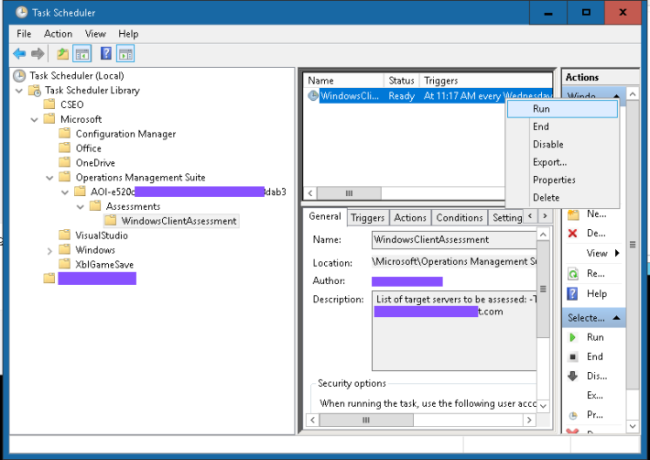 Task Scheduler
File Action View Help
Task Scheduler (Local)
Task Scheduler Library
CSEO
Microsoft
Configuration Manager
Office
OneDrive
Operations Management Suite
AOI-e520c dab3
Assessments
WindowsClientAssessment
VisualStudio
Windows
XblGameSave
Name Status Triggers
WindowsCli... Ready At 11:17 AM every Wednesday
Run
End
Disable
Export...
Properties
Delete
General Triggers Actions Conditions Setting
Name: WindowsClientAssessment
Location: \Microsoft\Operations Management Su
Author:
Description: List of target servers to be assessed: -T
t.com
Security options
When running the task, use the following user acco
Actions
Windo...
Ne...
De...
View
Re...
Help
Selecte...
Run
End
Dis...
Ex...
Pr...